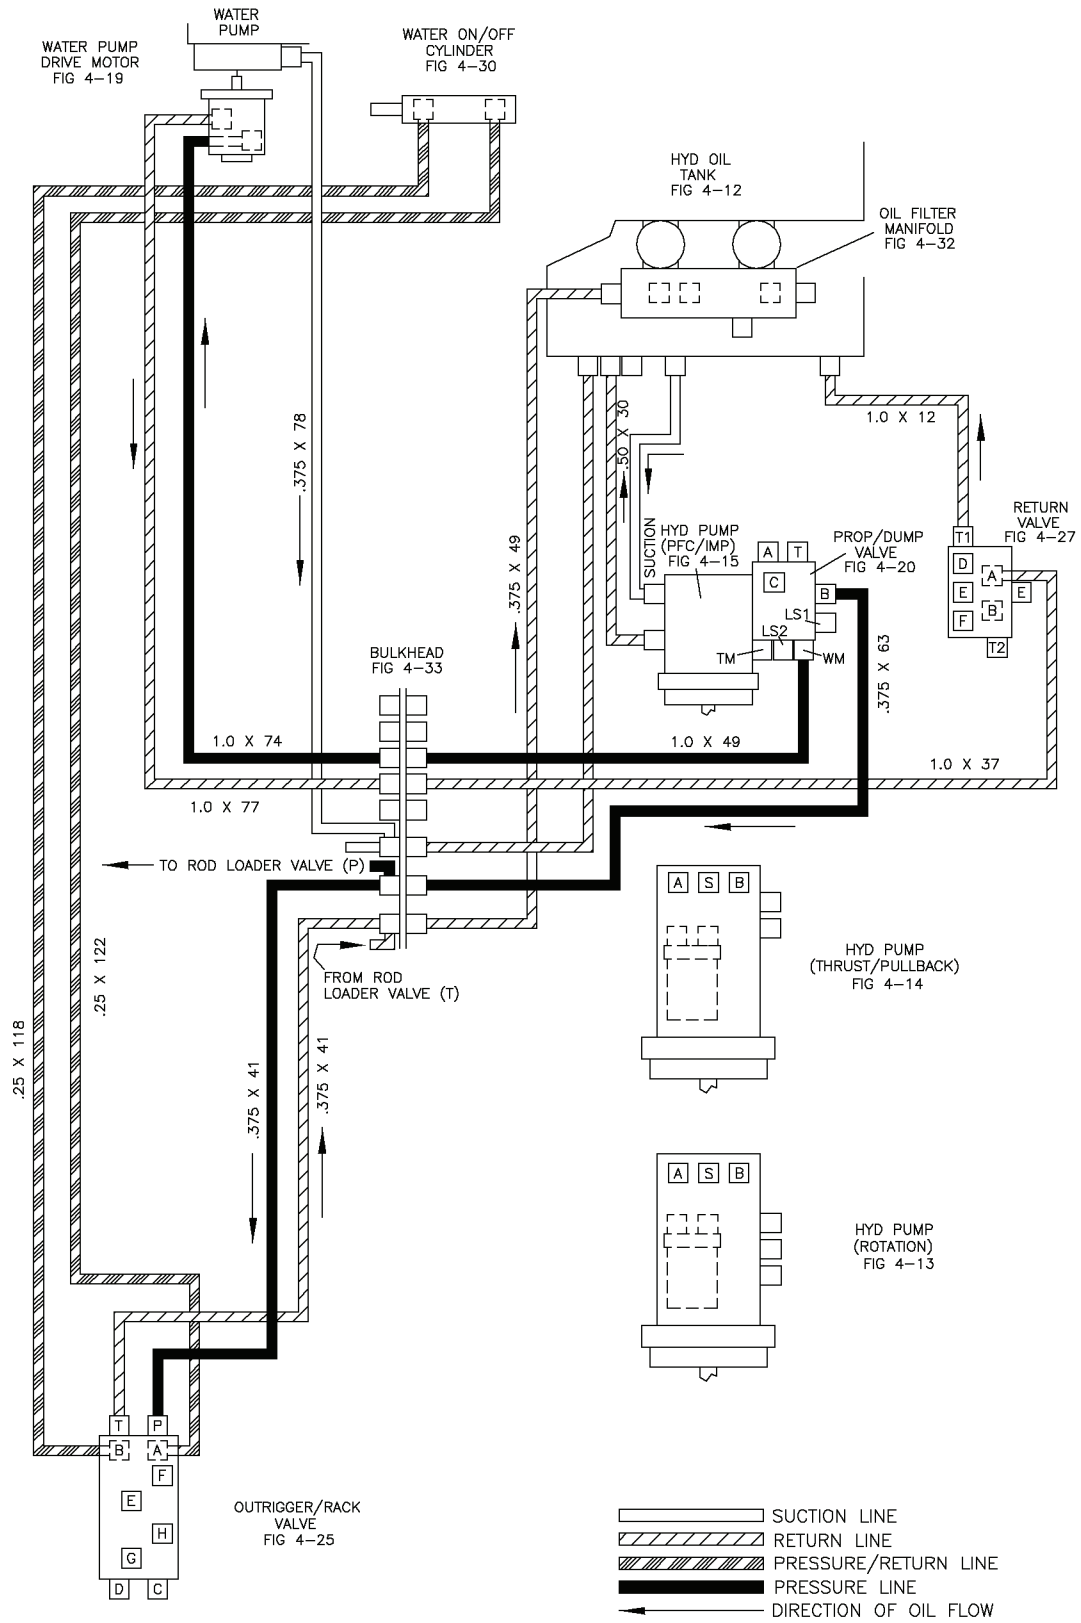 WATER
PUMP
WATER PUMP
DRIVE MOTOR
FIG 4-19
WATER ON/OFF
CYLINDER
FIG 4-30
HYD OIL
TANK
FIG 4-12
OIL FILTER
MANIFOLD
FIG 4-32
.375 X 78
.50 X 30
1.0 X 12
SUCTION
HYD PUMP
(PFC/IMP)
FIG 4-15
A
T
C
B
LS1
LS2
TM
WM
PROP/DUMP
VALVE
FIG 4-20
RETURN
VALVE
FIG 4-27
T1
D
A
E
E
B
F
T2
.375 X 49
.375 X 63
BULKHEAD
FIG 4-33
1.0 X 74
1.0 X 49
1.0 X 37
1.0 X 77
TO ROD LOADER VALVE (P)
FROM ROD
LOADER VALVE (T)
A
S
B
HYD PUMP
(THRUST/PULLBACK)
FIG 4-14
.25 X 122
.25 X 118
.375 X 41
.375 X 41
A
S
B
HYD PUMP
(ROTATION)
FIG 4-13
T
P
B
A
F
E
H
G
D
C
OUTRIGGER/RACK
VALVE
FIG 4-25
SUCTION LINE
RETURN LINE
PRESSURE/RETURN LINE
PRESSURE LINE
DIRECTION OF OIL FLOW